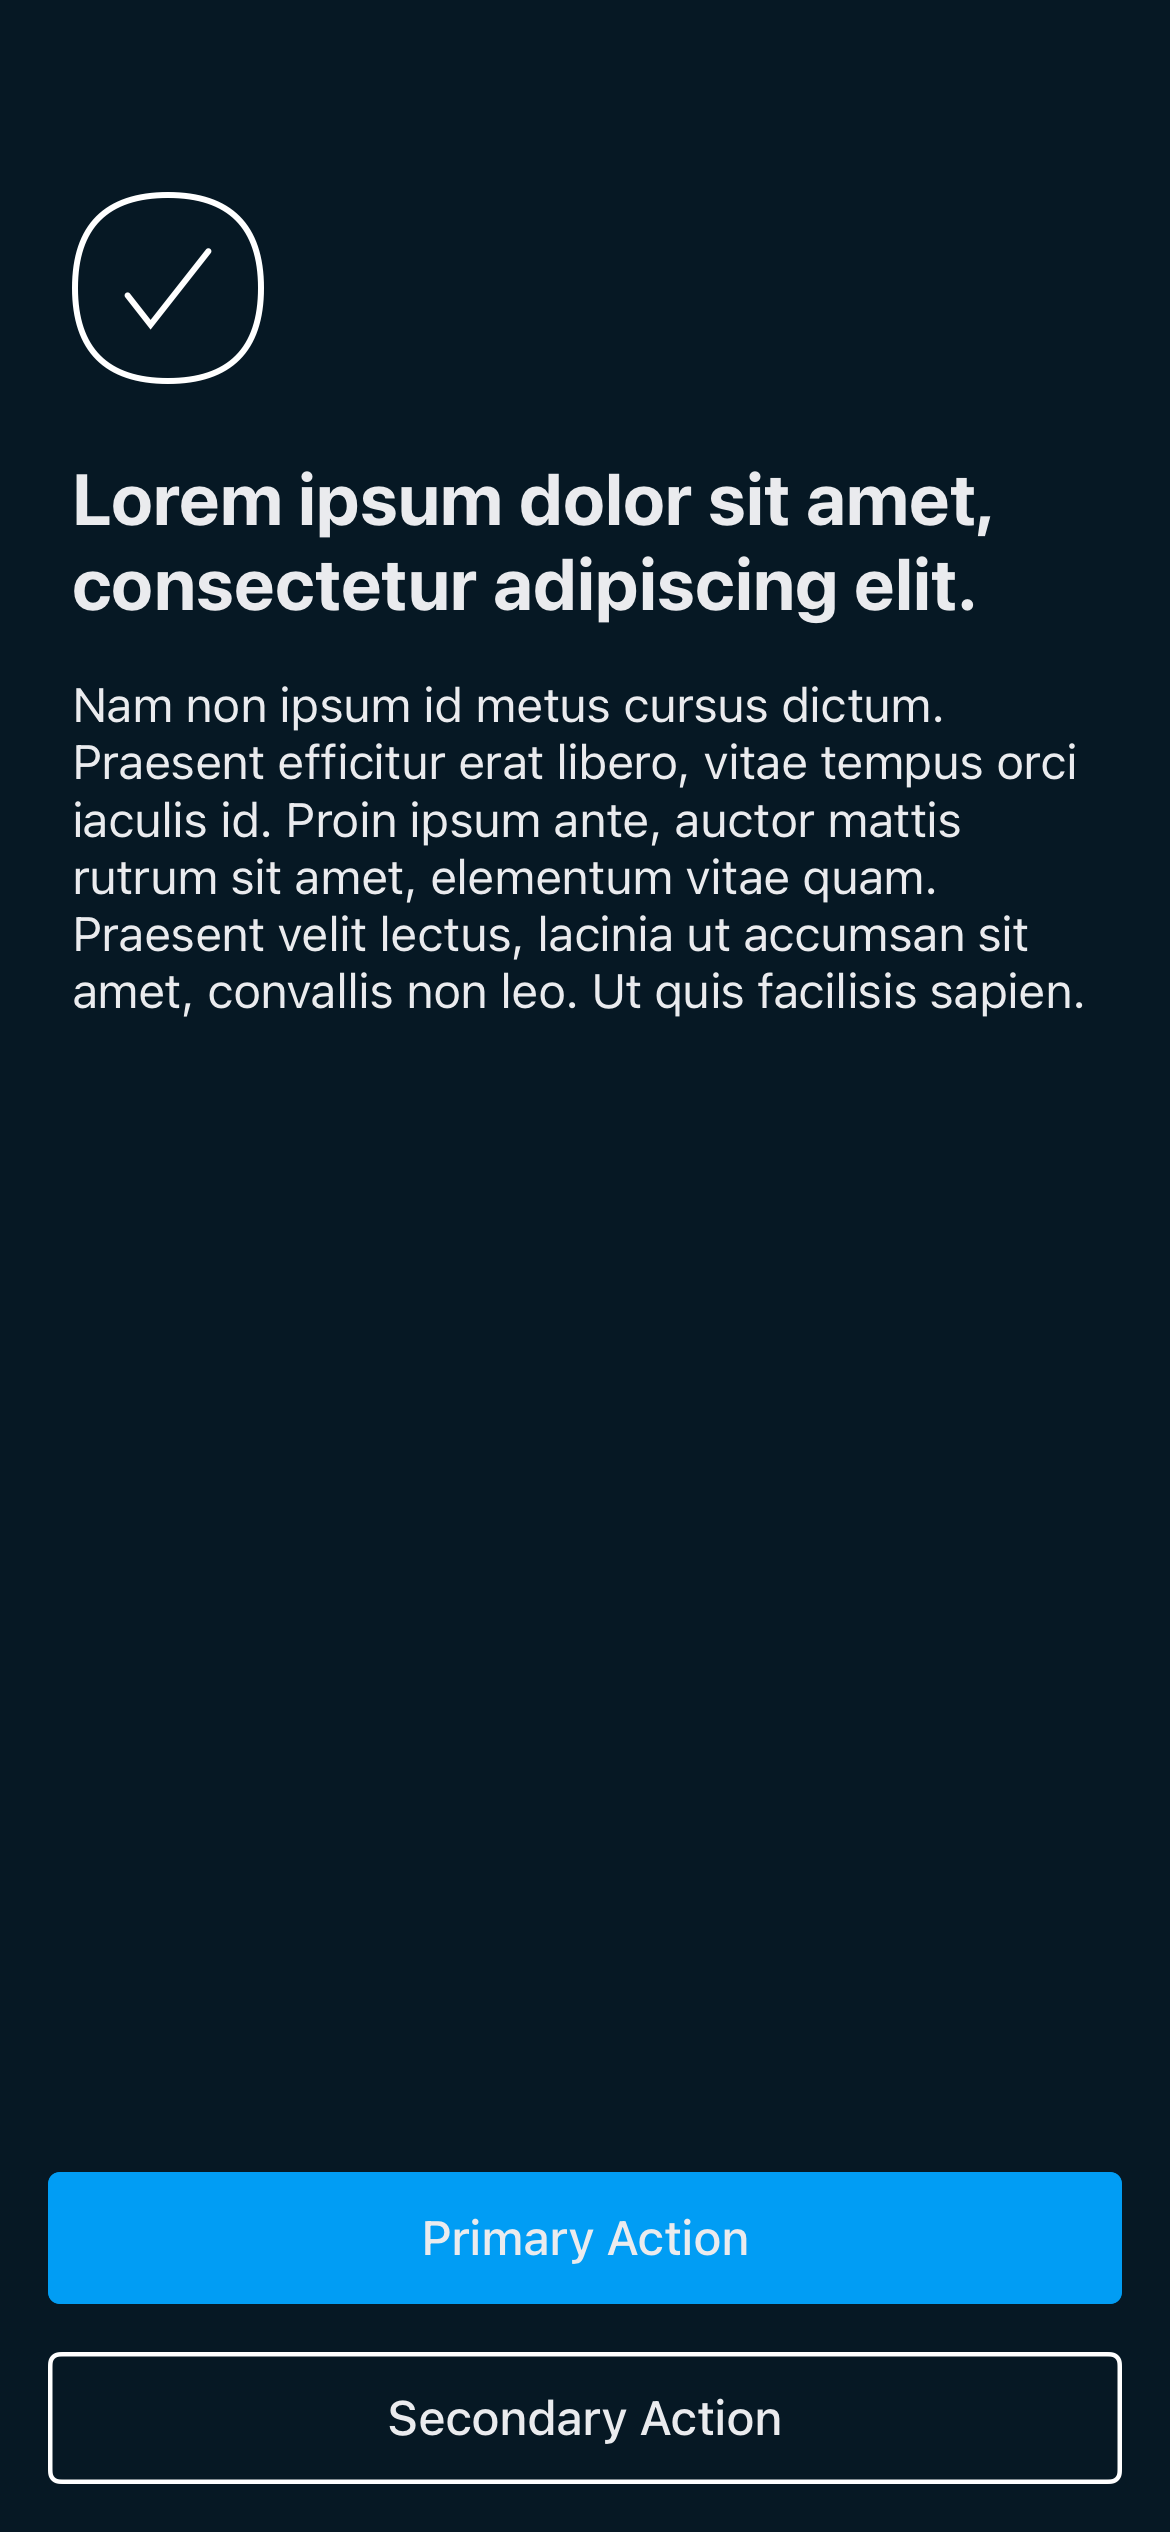 Lorem ipsum dolor sit amet,
consectetur adipiscing elit.
Nam non ipsum id metus cursus dictum.
Praesent efficitur erat libero, vitae tempus orci
iaculis id. Proin ipsum ante, auctor mattis
rutrum sit amet, elementum vitae quam.
Praesent velit lectus, lacinia ut accumsan sit
amet, convallis non leo. Ut quis facilisis sapien.
Primary Action
Secondary Action